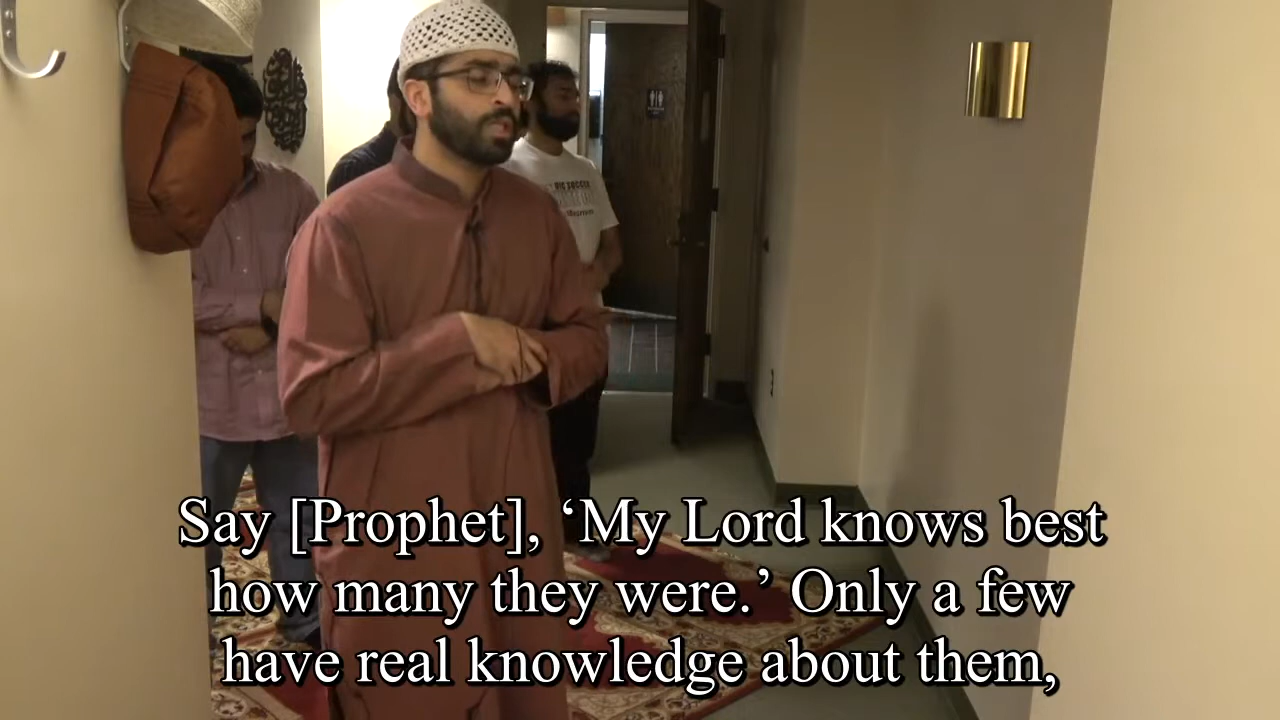 Say [Prophet], ‘My Lord knows best
how many they were.’ Only a few
have real knowledge about them,